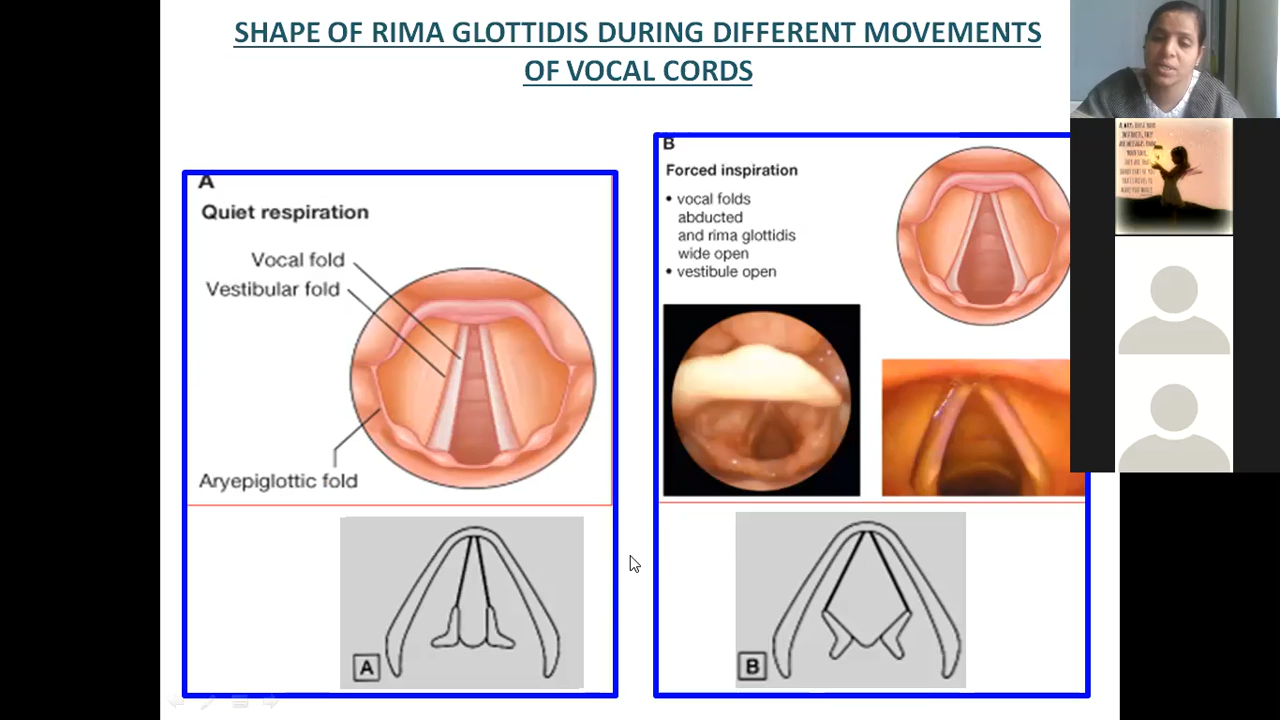 SHAPE OF RIMA GLOTTIDIS DURING DIFFERENT MOVEMENTS
OF VOCAL CORDS
A
Quiet respiration
Vocal fold
Vestibular fold
Aryepiglottic fold
A
B
Forced inspiration
• vocal folds
abducted
and rima glottidis
wide open
• vestibule open
B